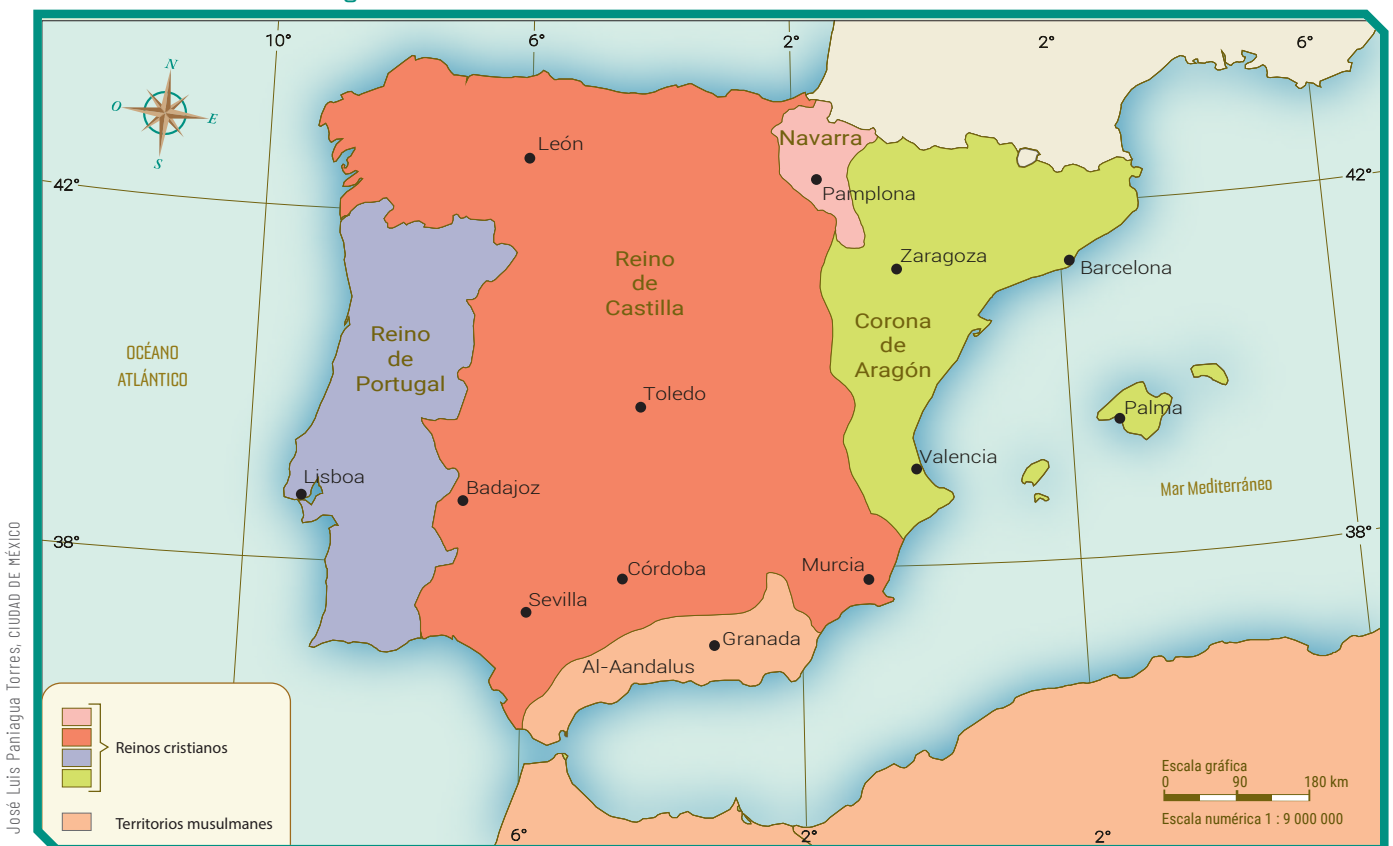 10°
6°
2°
2°
6°
N
O
E
S
42°
42°
38°
38°
6°
2°
2°
León
Navarra
Pamplona
Zaragoza
Barcelona
Reino
de
Castilla
Reino
de
Portugal
Corona
de
Aragón
OCÉANO
ATLÁNTICO
Toledo
Palma
Valencia
Lisboa
Badajoz
Mar Mediterráneo
Córdoba
Murcia
Sevilla
Granada
Al-Aandalus
Reinos cristianos
Territorios musulmanes
Escala gráfica
0 90 180 km
Escala numérica 1 : 9 000 000
José Luis Paniagua Torres, CIUDAD DE MÉXICO